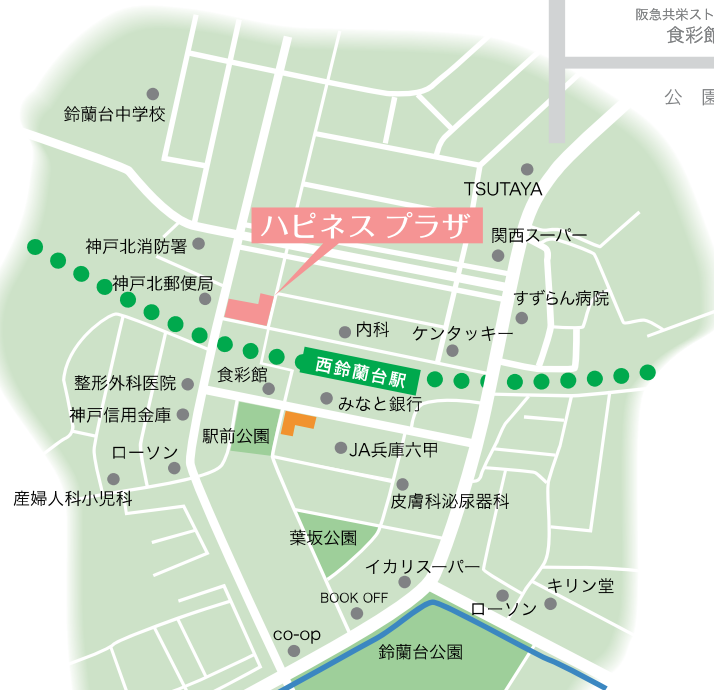 阪急共栄スト
食彩館
公 園
鈴蘭台中学校
TSUTAYA
ハピネス プラザ
関西スーパー
神戸北消防署
神戸北郵便局
すずらん病院
内科
ケンタッキー
西鈴蘭台駅
食彩館
整形外科医院
みなと銀行
神戸信用金庫
駅前公園
ローソン
JA兵庫六甲
産婦人科小児科
皮膚科泌尿器科
葉坂公園
イカリスーパー
キリン堂
BOOK OFF
ローソン
co-op
鈴蘭台公園